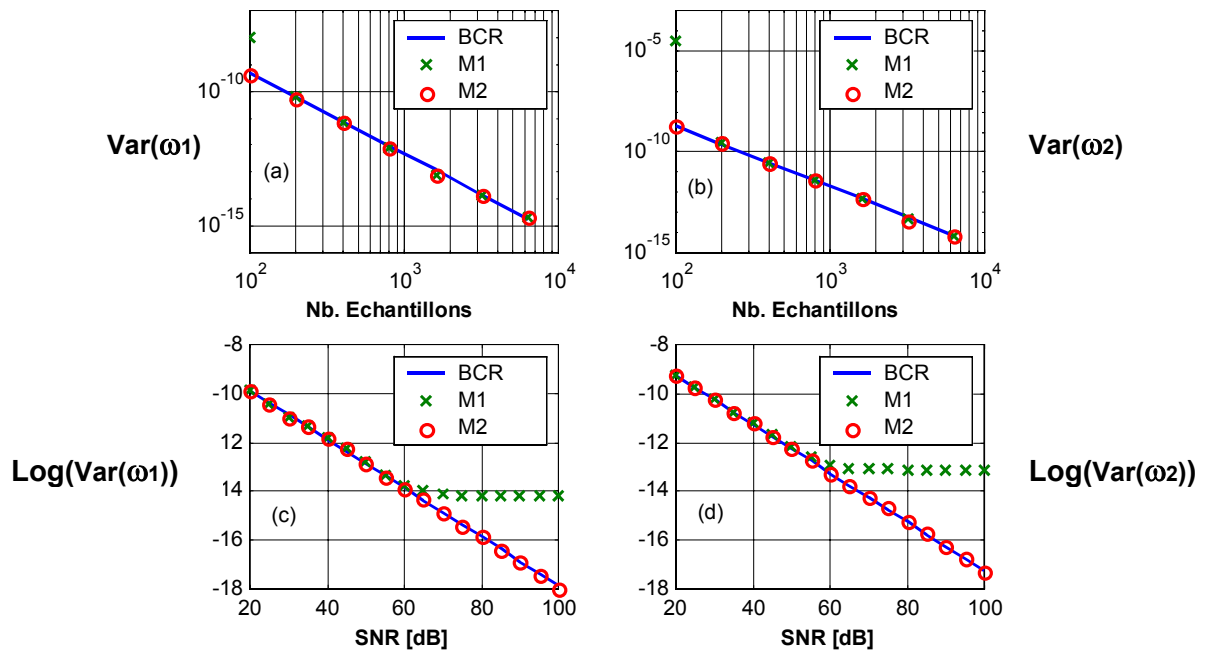 BCR
M1
M2
10^-10
10^-15
(a)
Var(ω1)
10^2
10^3
10^4
Nb. Echantillons
BCR
M1
M2
10^-5
10^-10
10^-15
(b)
Var(ω2)
10^2
10^3
10^4
Nb. Echantillons
-8
-10
-12
-14
-16
-18
BCR
M1
M2
Log(Var(ω1))
(c)
20
40
60
80
100
SNR [dB]
-8
-10
-12
-14
-16
-18
BCR
M1
M2
Log(Var(ω2))
(d)
20
40
60
80
100
SNR [dB]